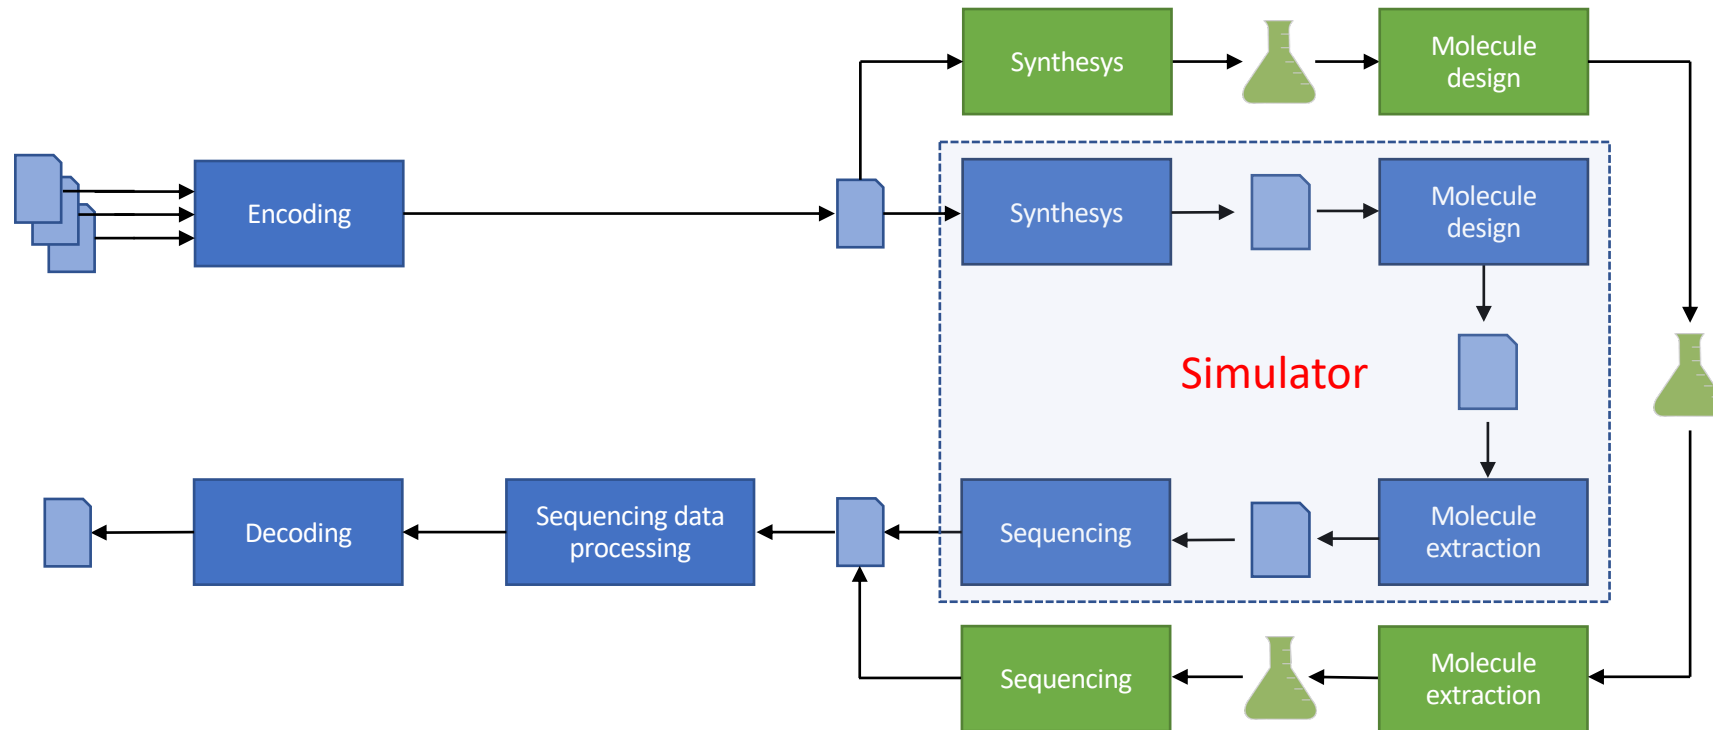 Synthesys
Molecule
design
Encoding
Synthesys
Molecule
design
Simulator
Decoding
Sequencing data
processing
Sequencing
Molecule
extraction
Sequencing
Molecule
extraction